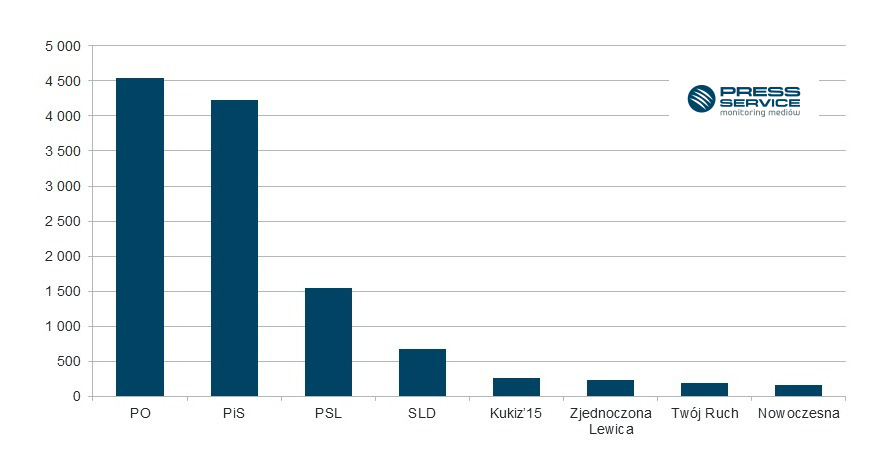 5 000
4 500
4 000
3 500
3 000
2 500
2 000
1 500
1 000
500
0
PRESS
SERVICE
monitoring mediów
PO PiS PSL SLD Kukiz'15 Zjednoczona Twój Ruch Nowoczesna
Lewica